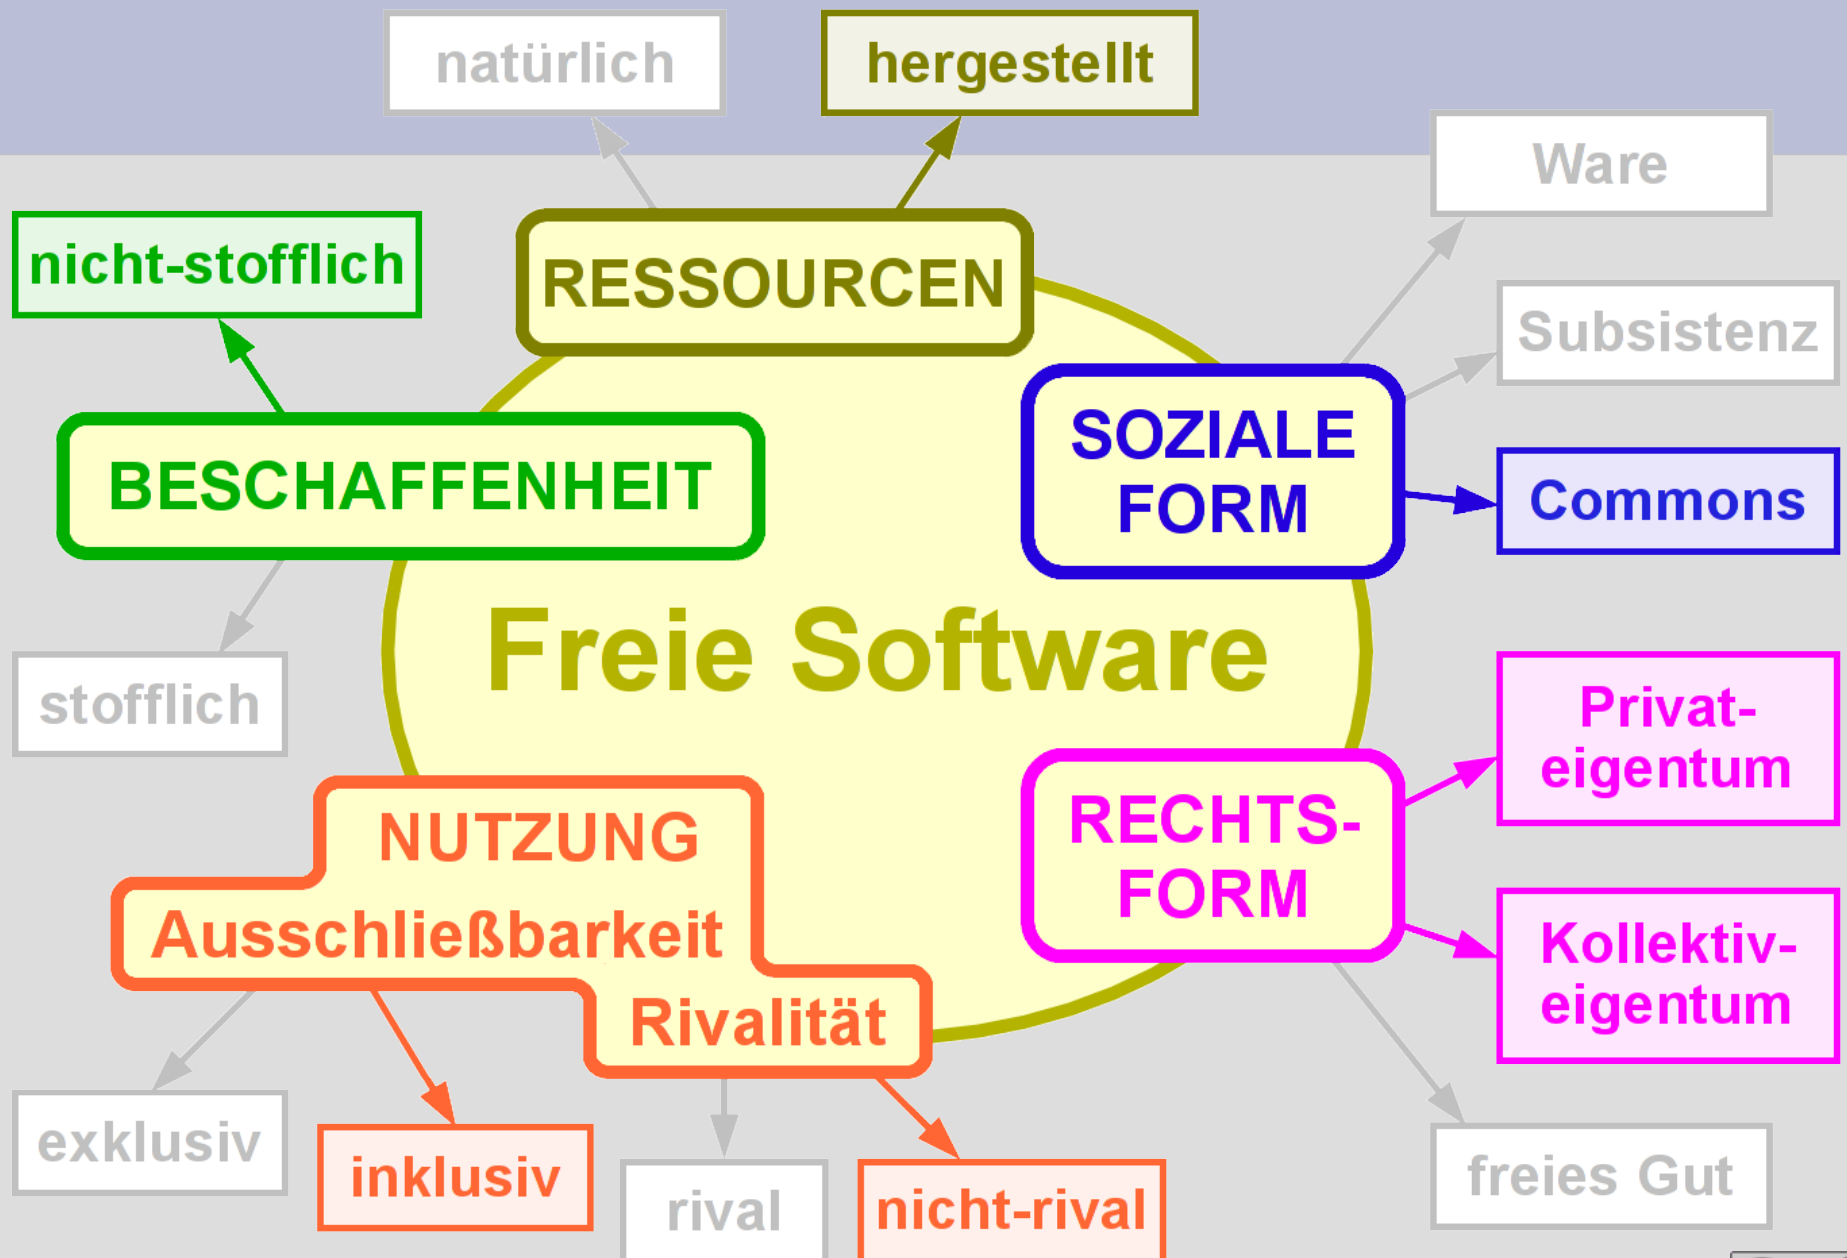 natürlich
hergestellt
Ware
nicht-stofflich
RESSOURCEN
Subsistenz
SOZIALE
FORM
BESCHAFFENHEIT
Commons
Freie Software
stofflich
Privat-
eigentum
NUTZUNG
Ausschließbarkeit
Rivalität
RECHTS-
FORM
Kollektiv-
eigentum
exklusiv
inklusiv
rival
nicht-rival
freies Gut